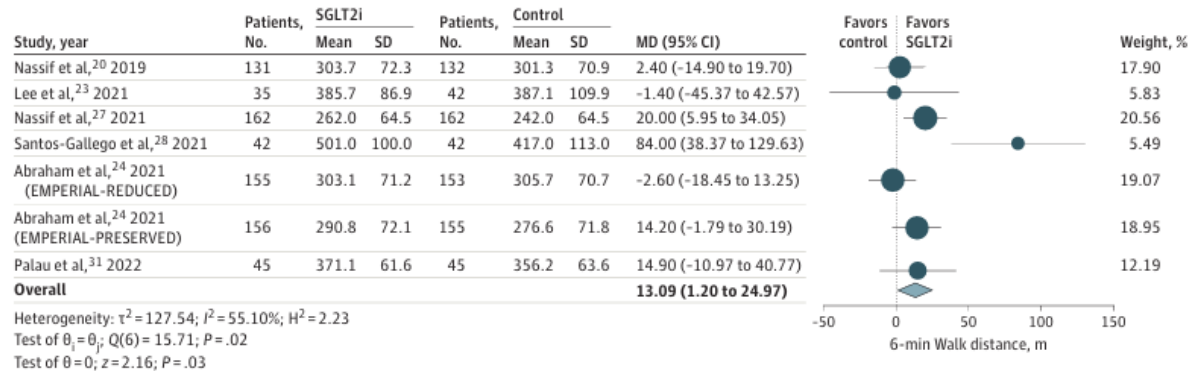 SGLT2i Control Favors Favors
Patients, Patients, control SGLT2i
Study, year No. Mean SD No. Mean SD MD (95% CI) Weight, %
Nassif et al,20 2019 131 303.7 72.3 132 301.3 70.9 2.40 (-14.90 to 19.70) 17.90
Lee et al,23 2021 35 385.7 86.9 42 387.1 109.9 -1.40 (-45.37 to 42.57) 5.83
Nassif et al,27 2021 162 262.0 64.5 162 242.0 64.5 20.00 (5.95 to 34.05) 20.56
Santos-Gallego et al,28 2021 42 501.0 100.0 42 417.0 113.0 84.00 (38.37 to 129.63) 5.49
Abraham et al,24 2021
(EMPERIAL-REDUCED) 155 303.1 71.2 153 305.7 70.7 -2.60 (-18.45 to 13.25) 19.07
Abraham et al,24 2021
(EMPERIAL-PRESERVED) 156 290.8 72.1 155 276.6 71.8 14.20 (-1.79 to 30.19) 18.95
Palau et al,31 2022 45 371.1 61.6 45 356.2 63.6 14.90 (-10.97 to 40.77) 12.19
Overall 13.09 (1.20 to 24.97)
Heterogeneity: τ2=127.54; I2=55.10%; H2=2.23
Test of θi=θj; Q(6)=15.71; P=.02
Test of θ=0; z=2.16; P=.03
-50 0 50 100 150
6-min Walk distance, m